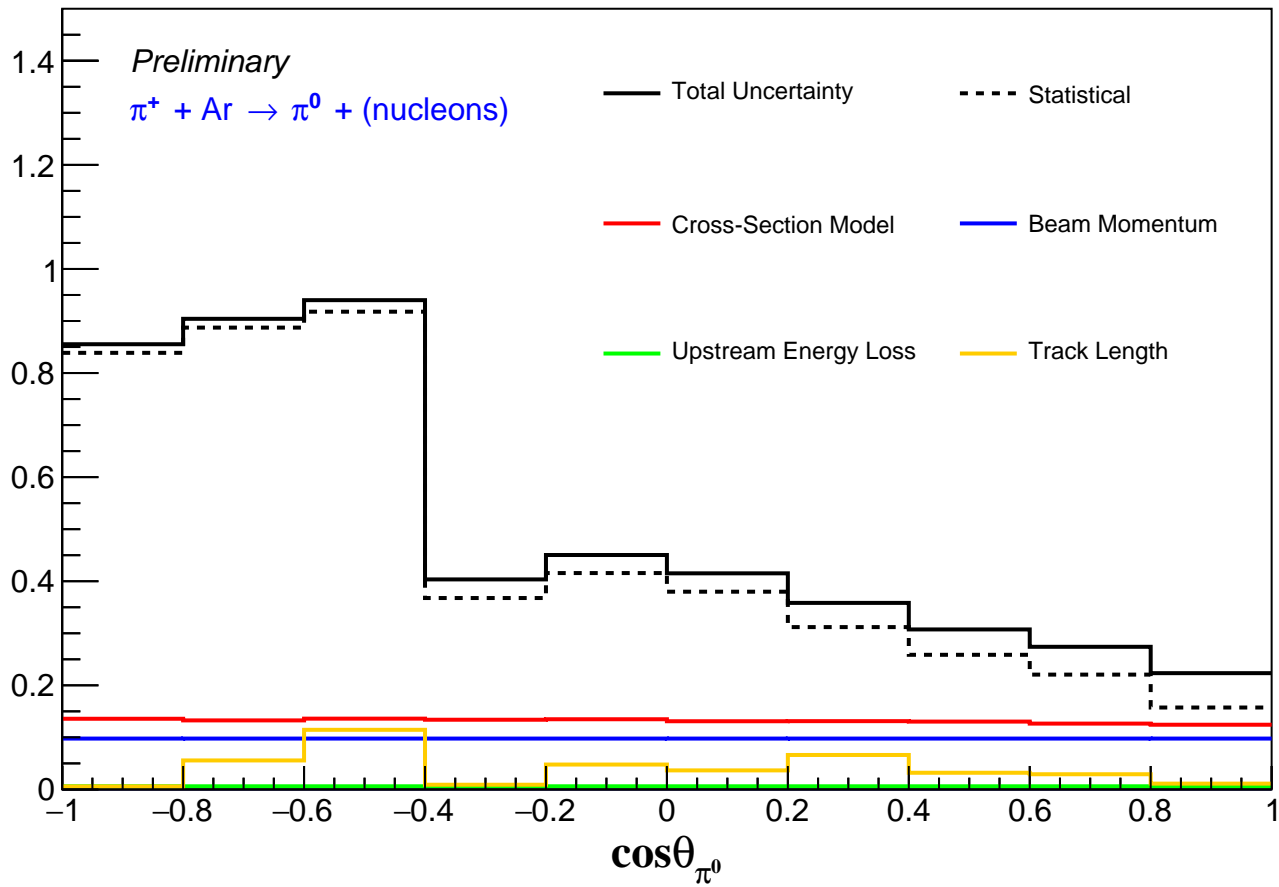 Preliminary
π⁺ + Ar → π⁰ + (nucleons)
Total Uncertainty
Statistical
Cross-Section Model
Beam Momentum
Upstream Energy Loss
Track Length
1.4
1.2
1
0.8
0.6
0.4
0.2
0
−1 −0.8 −0.6 −0.4 −0.2 0 0.2 0.4 0.6 0.8 1
cosθπ⁰